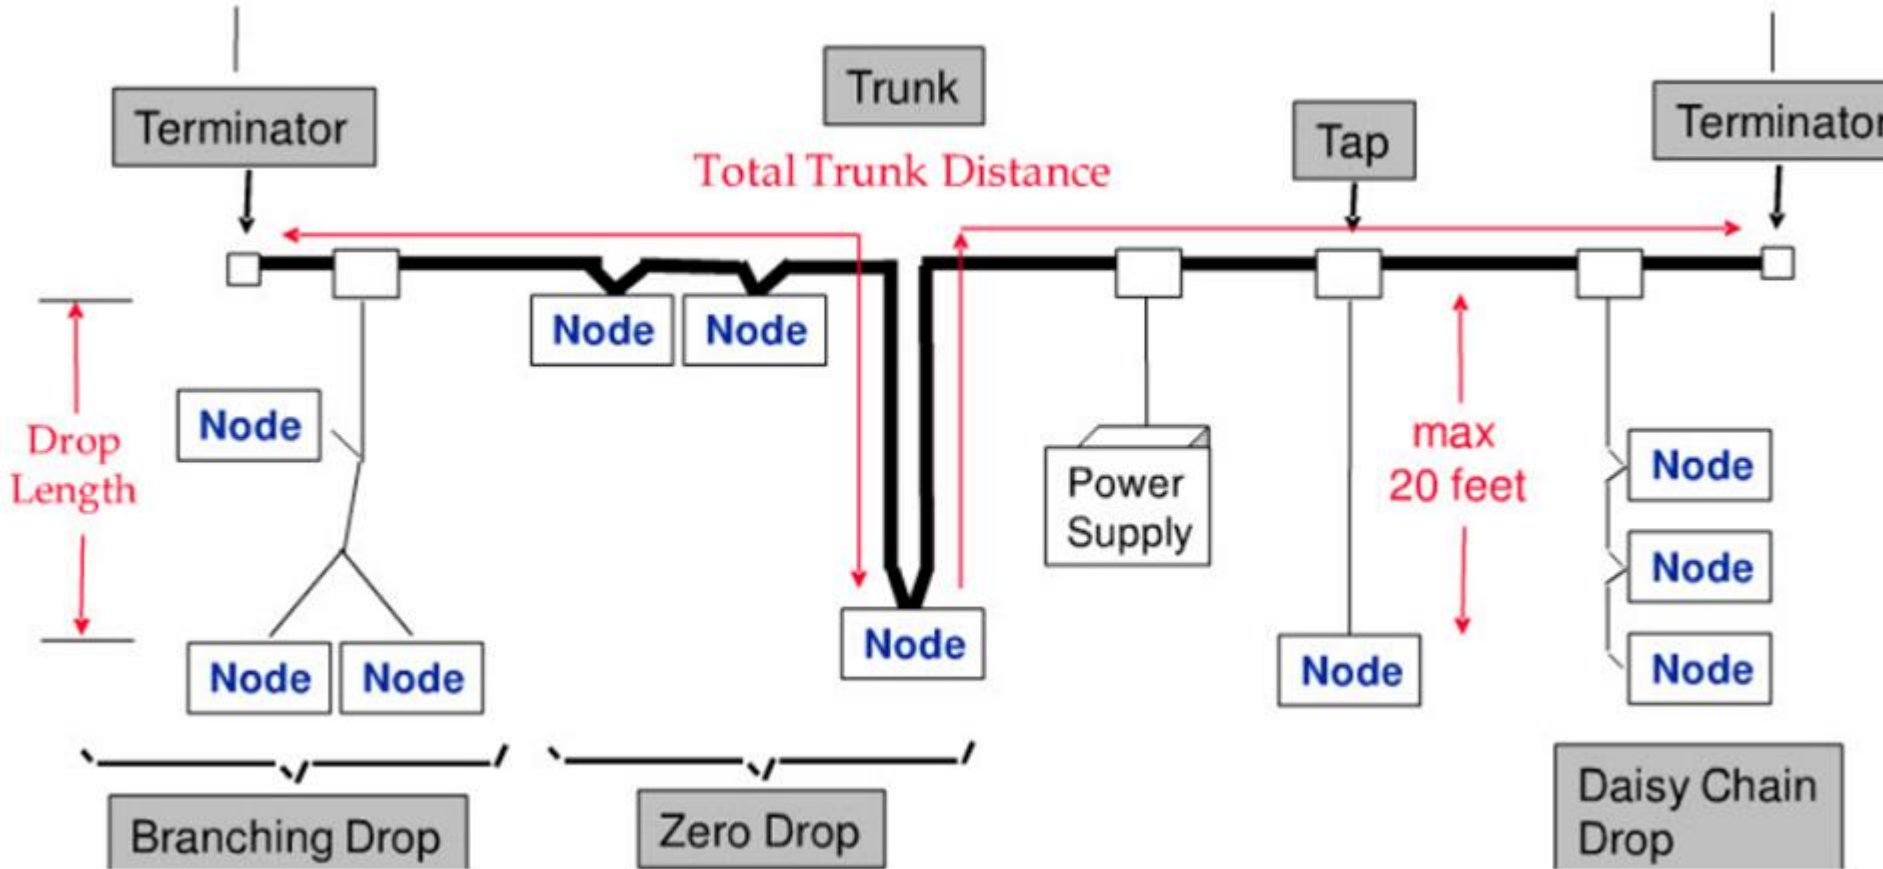 Trunk
Terminator
Tap
Terminator
Total Trunk Distance
Node
Node
Node
Drop
Length
max
20 feet
Power
Supply
Node
Node
Node
Node
Node
Node
Node
Branching Drop
Zero Drop
Daisy Chain
Drop